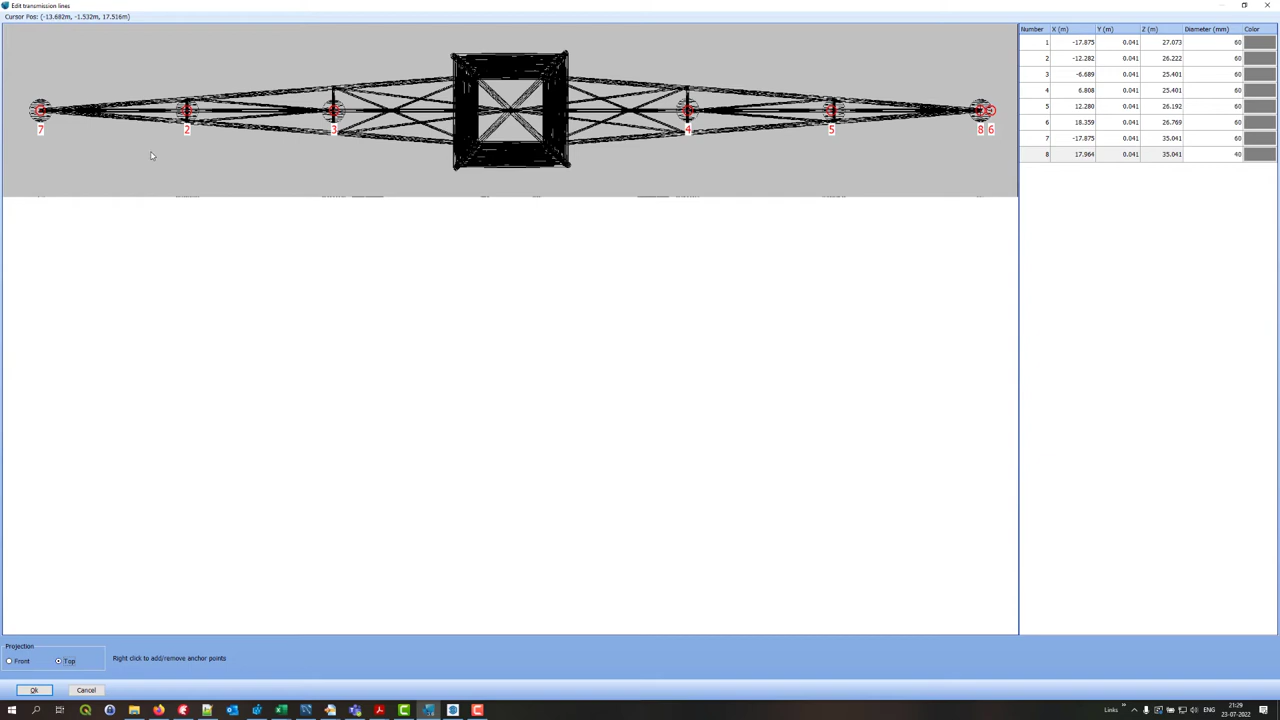 Edit transmission lines
Cursor Pos: (-13.682m, -1.532m, 17.516m)
7 2 3 4 5 8 6
Number X (m) Y (m) Z (m) Diameter (mm) Color
1 -17.875 0.041 27.073 60
2 -12.282 0.041 26.222 60
3 -6.689 0.041 25.401 60
4 6.808 0.041 25.401 60
5 12.280 0.041 26.192 60
6 18.359 0.041 26.769 60
7 -17.875 0.041 35.041 60
8 17.964 0.041 35.041 40
Projection
Front Top Right click to add/remove anchor points
Ok Cancel
Links » ENG 21:29
23-07-2022